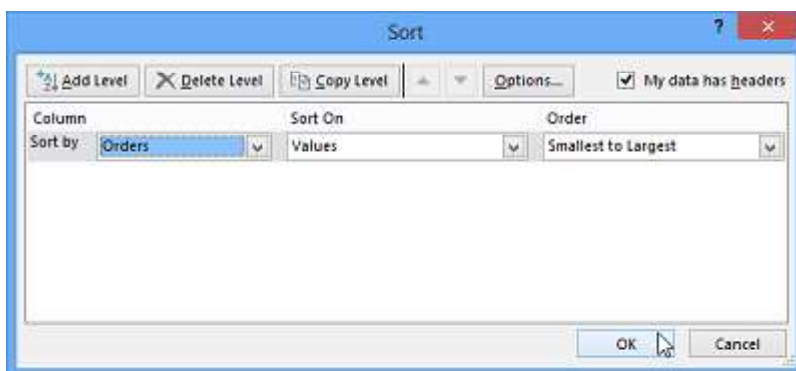 Sort
? ×
Add Level Delete Level Copy Level Options... My data has headers
Column Sort On Order
Sort by Orders Values Smallest to Largest
OK Cancel